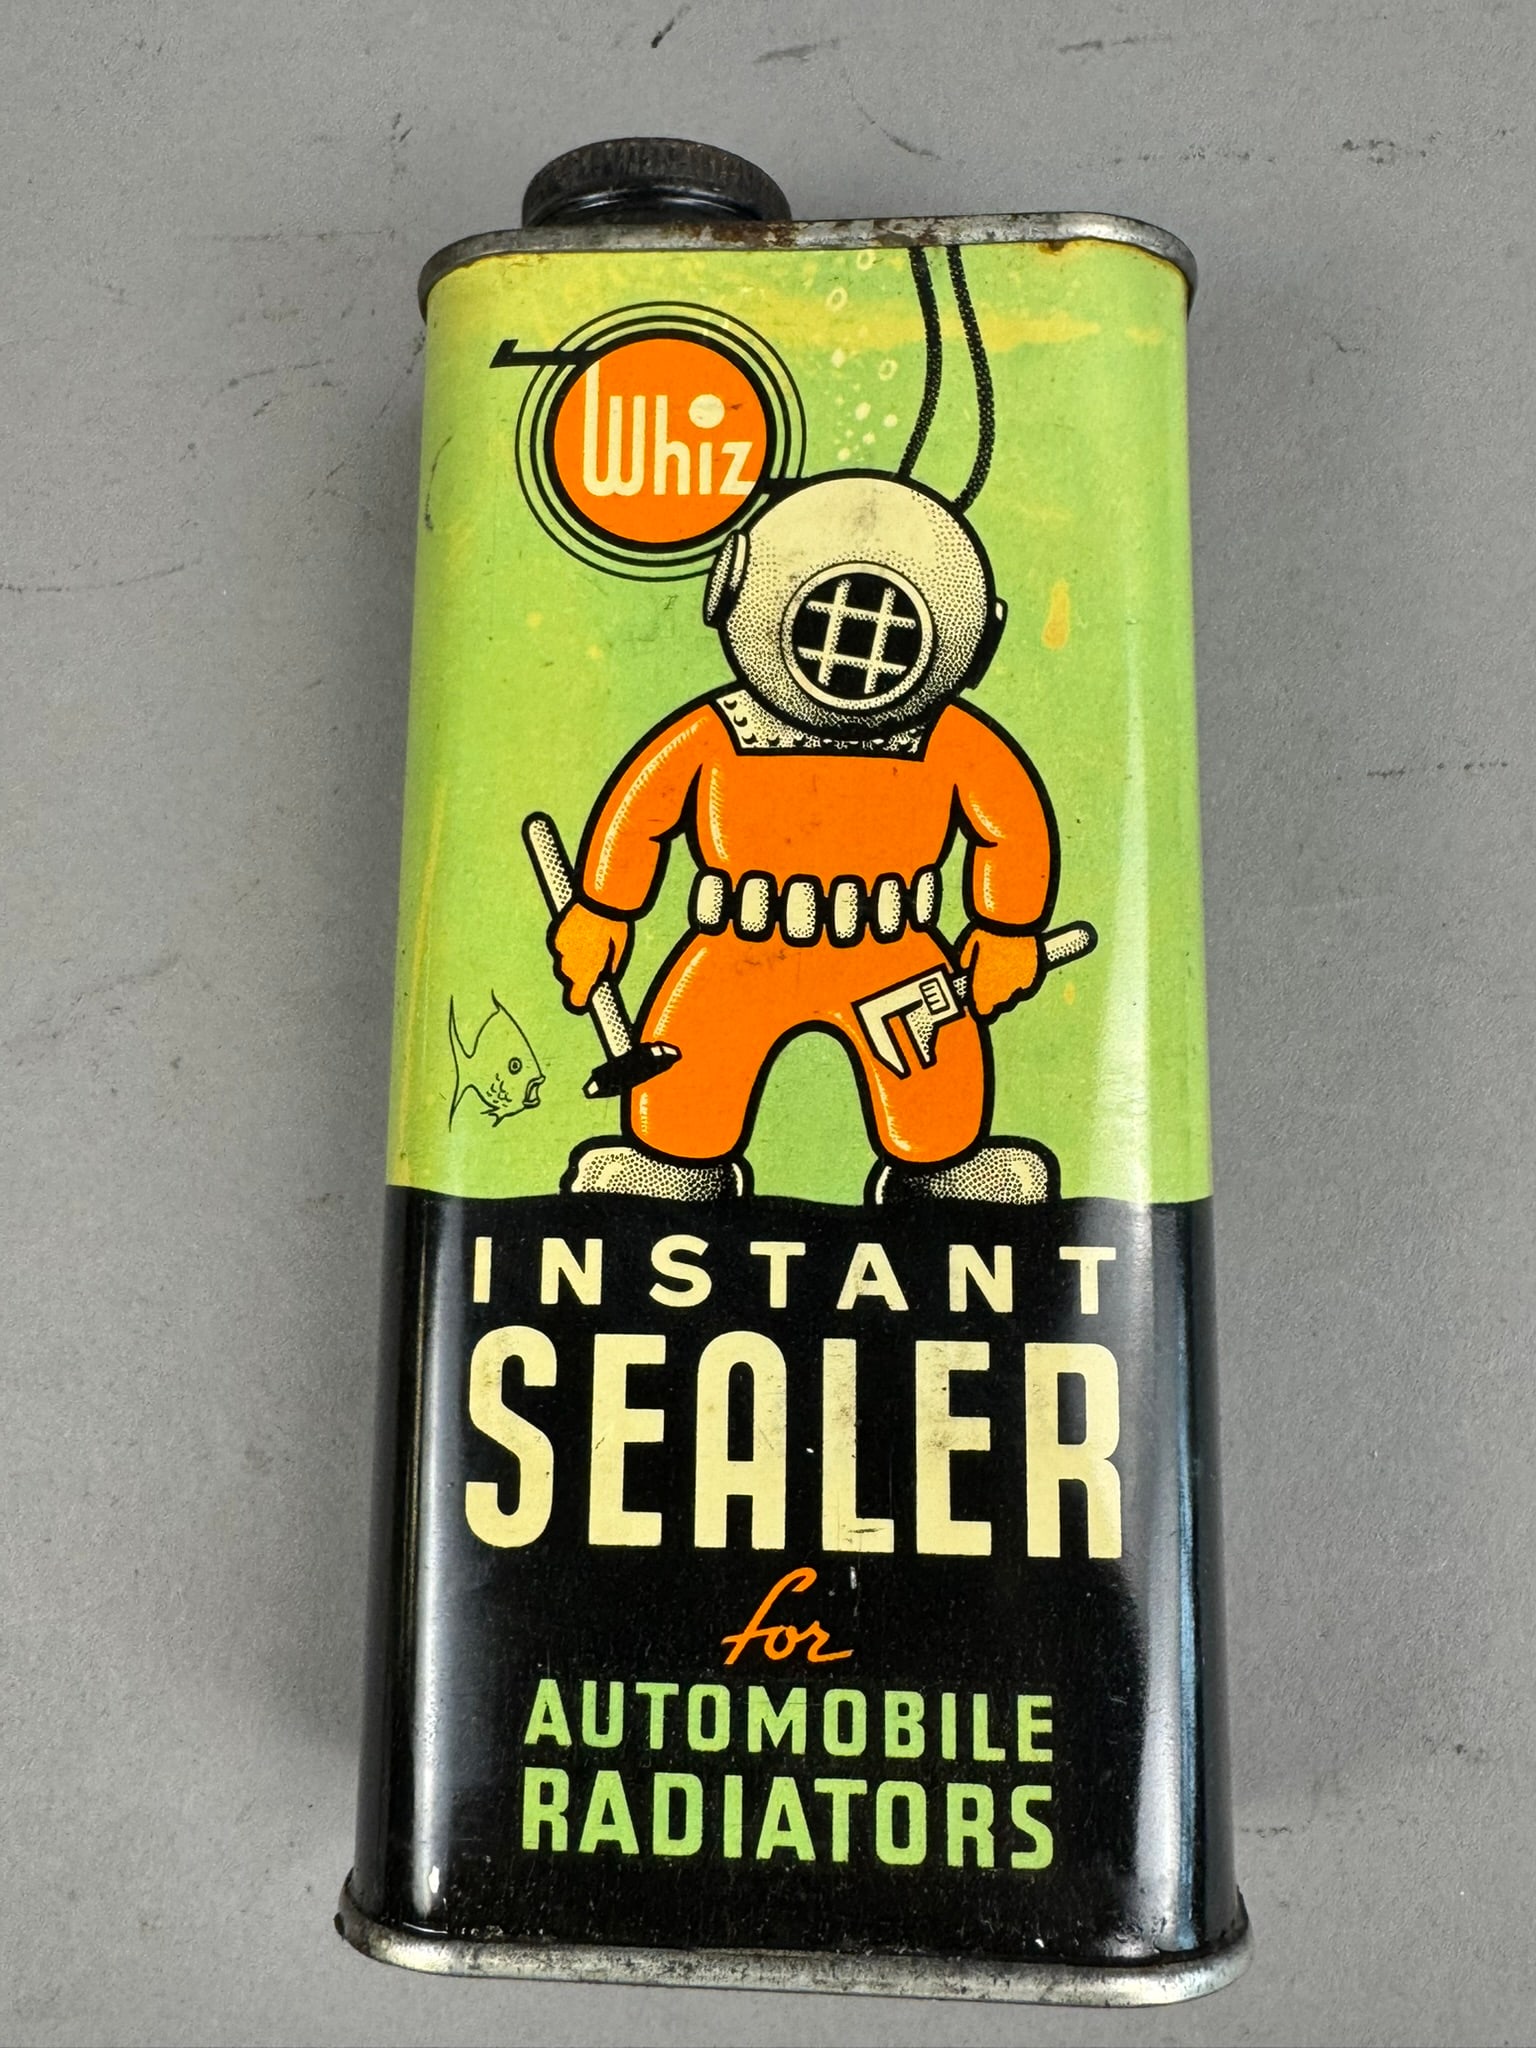 Whiz
INSTANT
SEALER
for
AUTOMOBILE
RADIATORS